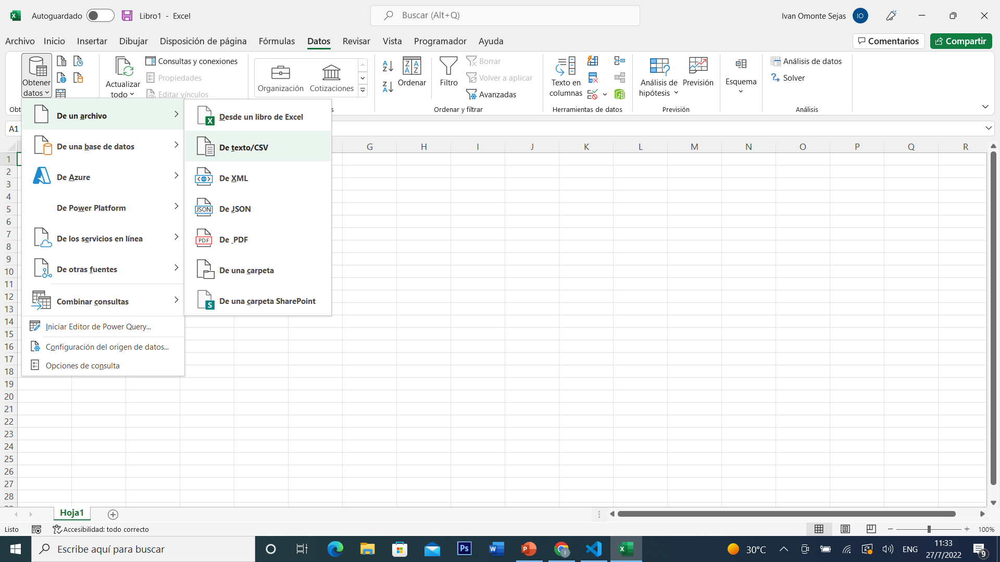 Autoguardado
Libro1 - Excel
Buscar (Alt+Q)
Ivan Omonte Sejas
IO
Archivo
Inicio
Insertar
Dibujar
Disposición de página
Fórmulas
Datos
Revisar
Vista
Programador
Ayuda
Comentarios
Compartir
Obtener
datos
Actualizar
todo
Consultas y conexiones
Propiedades
Editar vínculos
Organización
Cotizaciones
Ordenar
Filtro
Borrar
Volver a aplicar
Avanzadas
Texto en
columnas
Análisis de
hipótesis
Previsión
Esquema
Análisis de datos
Solver
Obt
s
Ordenar y filtrar
Herramientas de datos
Previsión
Análisis
A1
De un archivo
De una base de datos
De Azure
De Power Platform
De los servicios en línea
De otras fuentes
Combinar consultas
Iniciar Editor de Power Query...
Configuración del origen de datos...
Opciones de consulta
Desde un libro de Excel
De texto/CSV
De XML
JSON
De JSON
PDF
De PDF
De una carpeta
De una carpeta SharePoint
G H I J K L M N O P Q R
1
2
3
4
5
6
7
8
9
10
11
12
13
14
15
16
17
18
19
20
21
22
23
24
25
26
27
28
Hoja1
Listo
Accesibilidad: todo correcto
100%
Escribe aquí para buscar
30°C
ENG
11:33
27/7/2022
9